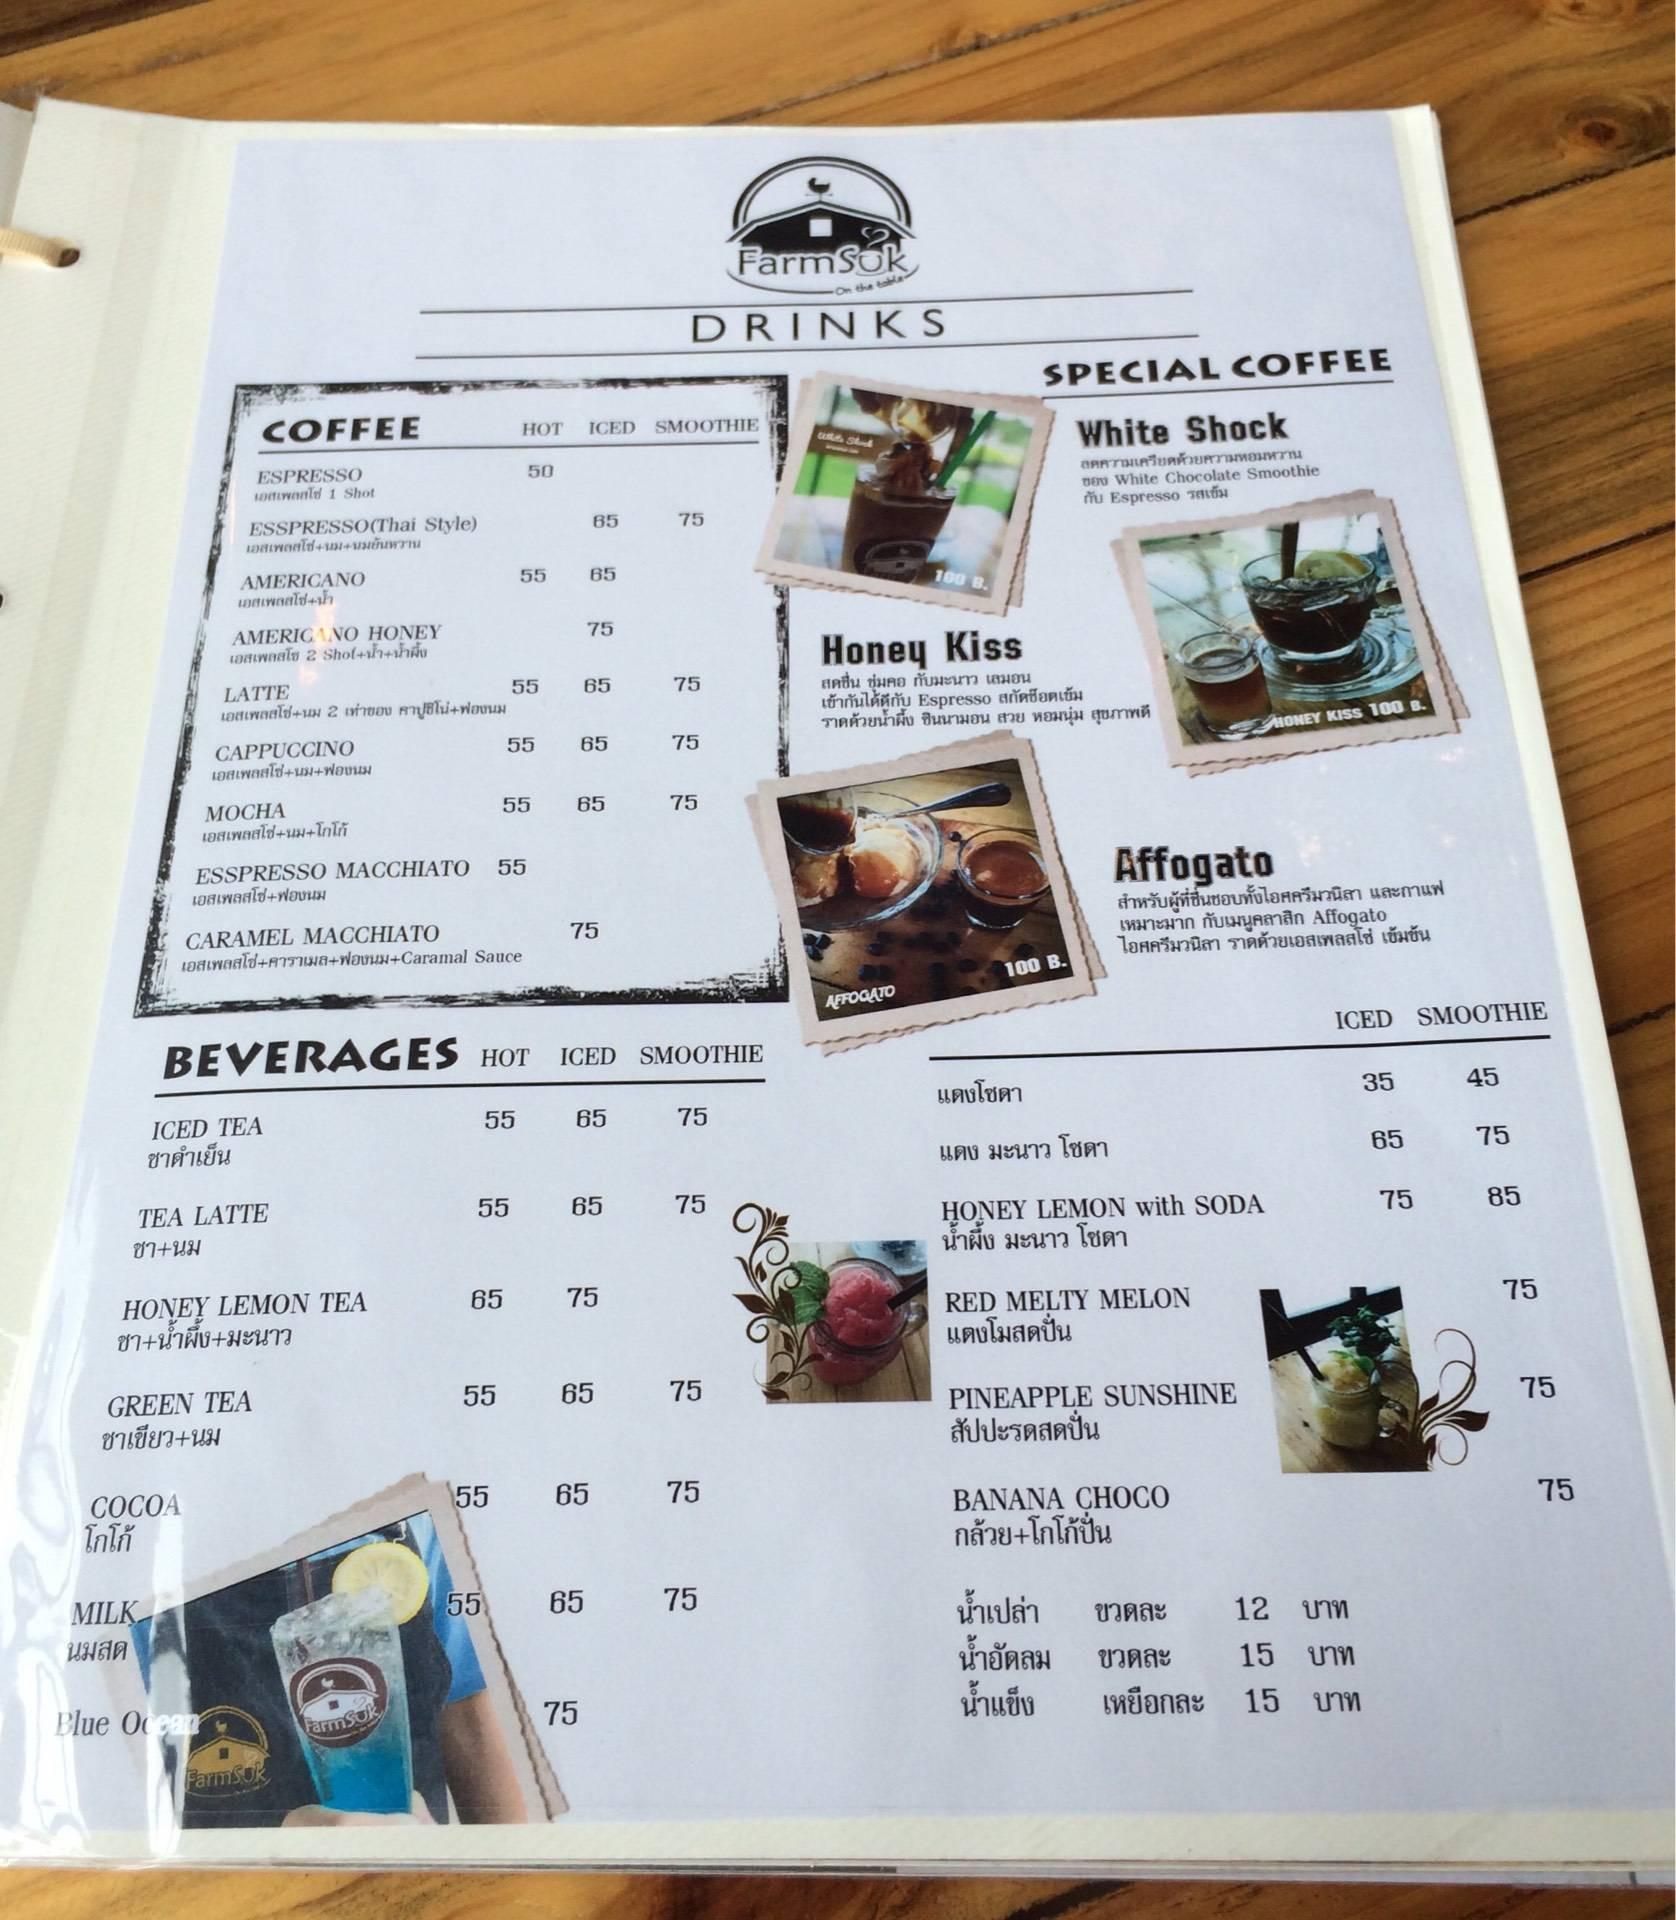 FarmSuk
On the table
DRINKS
COFFEE HOT ICED SMOOTHIE
ESPRESSO 50
เอสเพลสโซ่ 1 Shot
ESSPRESSO(Thai Style) 65 75
เอสเพลสโซ่+นม+นมข้นหวาน
AMERICANO 55 65
เอสเพลสโซ่+น้ำ
AMERICANO HONEY 75
เอสเพลสโซ 2 Shot+น้ำ+น้ำผึ้ง
LATTE 55 65 75
เอสเพลสโซ่+นม 2 เท่าของ คาปูชิโน่+ฟองนม
CAPPUCCINO 55 65 75
เอสเพลสโซ่+นม+ฟองนม
MOCHA 55 65 75
เอสเพลสโซ่+นม+โกโก้
ESSPRESSO MACCHIATO 55
เอสเพลสโซ่+ฟองนม
CARAMEL MACCHIATO 75
เอสเพลสโซ่+คาราเมล+ฟองนม+Caramal Sauce
SPECIAL COFFEE
White Shock
100 B.
White Shock
ลดความเครียดด้วยความหอมหวาน
ของ White Chocolate Smoothie
กับ Espresso รสเข้ม
Honey Kiss
สดชื่น ชุ่มคอ กับมะนาว เลมอน
เข้ากันได้ดีกับ Espresso สกัดช็อตเข้ม
ราดด้วยน้ำผึ้ง ชินนามอน สวย หอมนุ่ม สุขภาพดี
HONEY KISS 100 B.
AFFOGATO
100 B.
Affogato
สำหรับผู้ที่ชื่นชอบทั้งไอศครีมวนิลา และกาแฟ
เหมาะมาก กับเมนูคลาสิก Affogato
ไอศครีมวนิลา ราดด้วยเอสเพลสโซ่ เข้มข้น
BEVERAGES HOT ICED SMOOTHIE
ICED TEA 55 65 75
ชาดำเย็น
TEA LATTE 55 65 75
ชา+นม
HONEY LEMON TEA 65 75
ชา+น้ำผึ้ง+มะนาว
GREEN TEA 55 65 75
ชาเขียว+นม
COCOA 55 65 75
โกโก้
MILK 55 65 75
นมสด
Blue Ocean 75
FarmSuk
FarmSuk
ICED SMOOTHIE
แดงโซดา 35 45
แดง มะนาว โซดา 65 75
HONEY LEMON with SODA 75 85
น้ำผึ้ง มะนาว โซดา
RED MELTY MELON 75
แตงโมสดปั่น
PINEAPPLE SUNSHINE 75
สัปปะรดสดปั่น
BANANA CHOCO 75
กล้วย+โกโก้ปั่น
น้ำเปล่า ขวดละ 12 บาท
น้ำอัดลม ขวดละ 15 บาท
น้ำแข็ง เหยือกละ 15 บาท